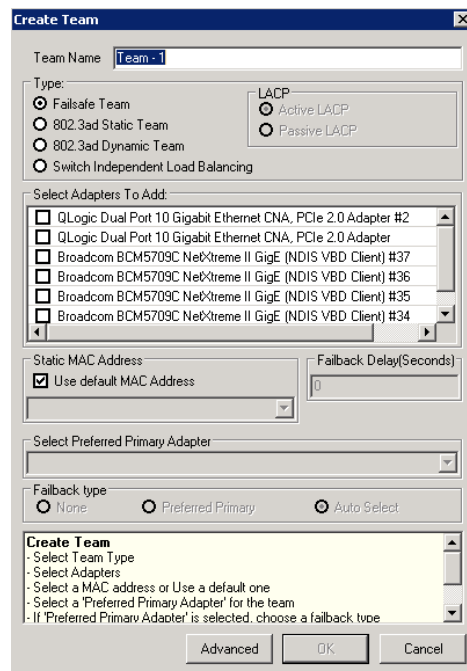 Create Team
Team Name Team - 1
Type:
Failsafe Team
802.3ad Static Team
802.3ad Dynamic Team
Switch Independent Load Balancing
LACP
Active LACP
Passive LACP
Select Adapters To Add:
QLogic Dual Port 10 Gigabit Ethernet CNA, PCIe 2.0 Adapter #2
QLogic Dual Port 10 Gigabit Ethernet CNA, PCIe 2.0 Adapter
Broadcom BCM5709C NetXtreme II GigE (NDIS VBD Client) #37
Broadcom BCM5709C NetXtreme II GigE (NDIS VBD Client) #36
Broadcom BCM5709C NetXtreme II GigE (NDIS VBD Client) #35
Broadcom BCM5709C NetXtreme II GigE (NDIS VBD Client) #34
Static MAC Address
Use default MAC Address
Failback Delay(Seconds)
0
Select Preferred Primary Adapter
Failback type
None Preferred Primary Auto Select
Create Team
- Select Team Type
- Select Adapters
- Select a MAC address or Use a default one
- Select a 'Preferred Primary Adapter' for the team
- If 'Preferred Primary Adapter' is selected, choose a failback type
Advanced OK Cancel